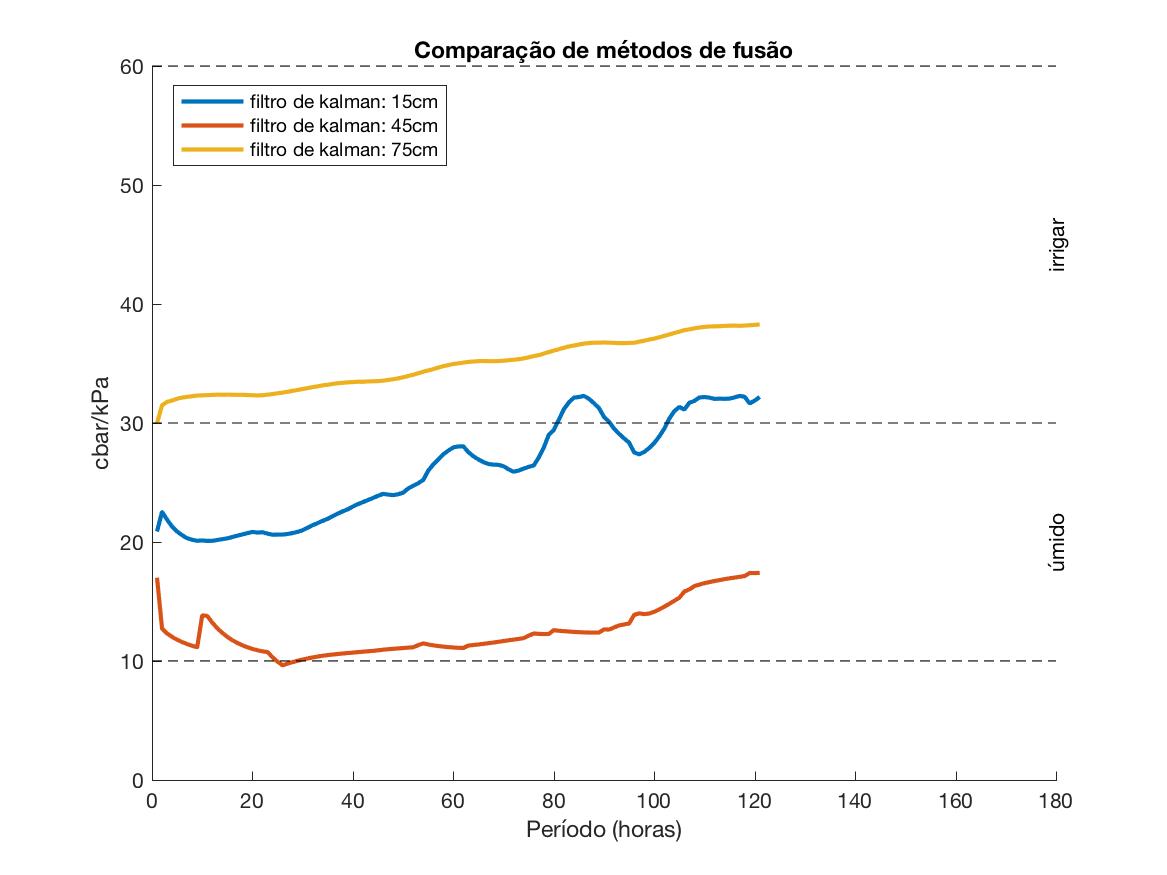 Comparação de métodos de fusão
filtro de kalman: 15cm
filtro de kalman: 45cm
filtro de kalman: 75cm
60
50
40
30
20
10
0
cbar/kPa
irrigar
úmido
0 20 40 60 80 100 120 140 160 180
Período (horas)